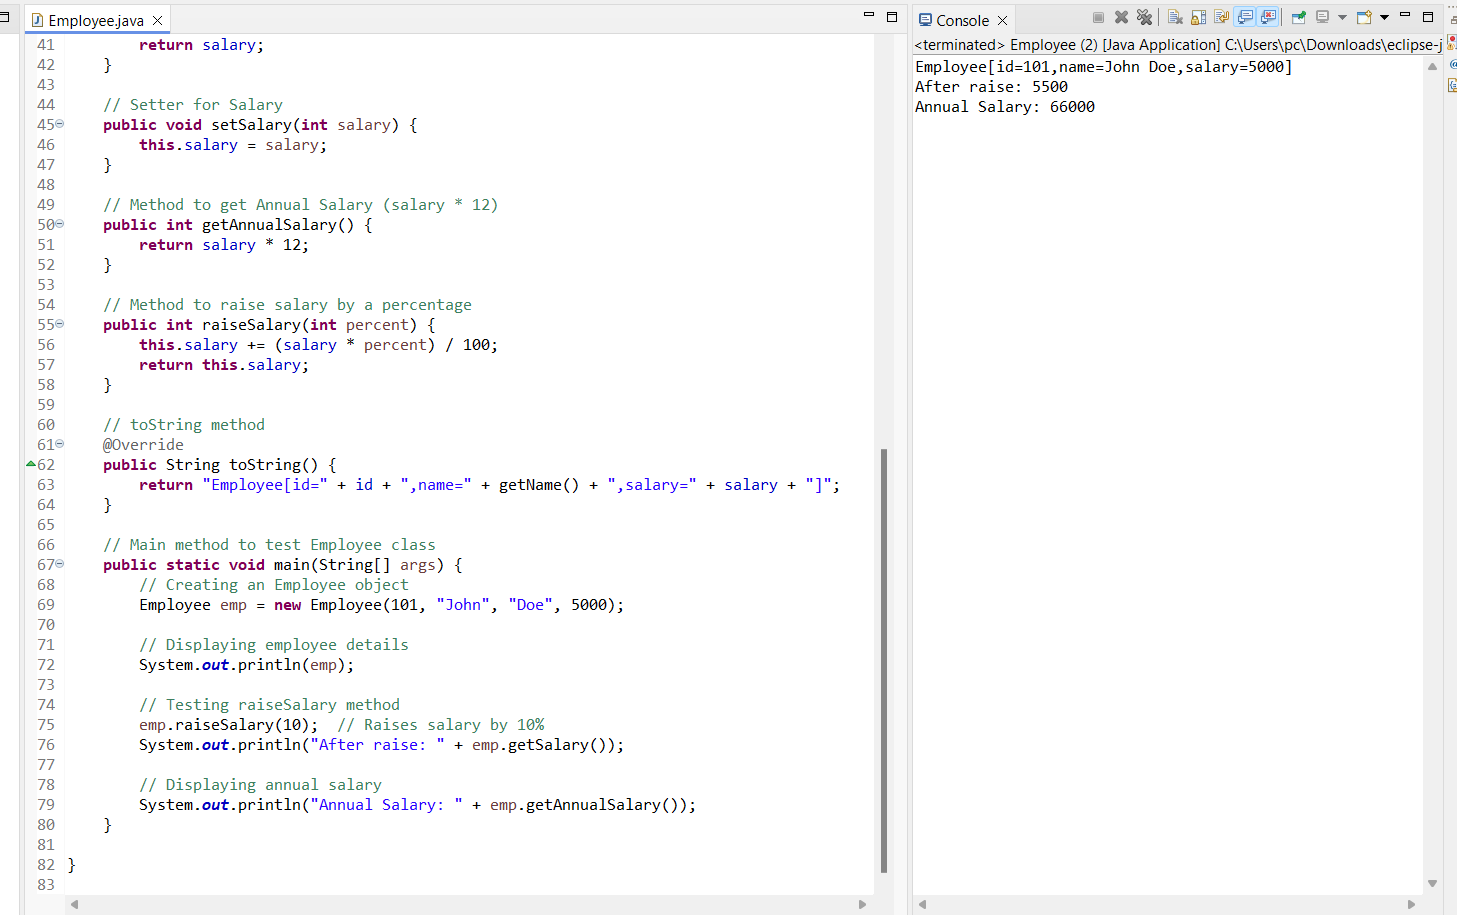 Employee.java
41 return salary;
42 }
43
44 // Setter for Salary
45 public void setSalary(int salary) {
46 this.salary = salary;
47 }
48
49 // Method to get Annual Salary (salary * 12)
50 public int getAnnualSalary() {
51 return salary * 12;
52 }
53
54 // Method to raise salary by a percentage
55 public int raiseSalary(int percent) {
56 this.salary += (salary * percent) / 100;
57 return this.salary;
58 }
59
60 // toString method
61 @Override
62 public String toString() {
63 return "Employee[id=" + id + ",name=" + getName() + ",salary=" + salary + "]";
64 }
65
66 // Main method to test Employee class
67 public static void main(String[] args) {
68 // Creating an Employee object
69 Employee emp = new Employee(101, "John", "Doe", 5000);
70
71 // Displaying employee details
72 System.out.println(emp);
73
74 // Testing raiseSalary method
75 emp.raiseSalary(10);  // Raises salary by 10%
76 System.out.println("After raise: " + emp.getSalary());
77
78 // Displaying annual salary
79 System.out.println("Annual Salary: " + emp.getAnnualSalary());
80 }
81
82 }
83
Console
<terminated> Employee (2) [Java Application] C:\Users\pc\Downloads\eclipse-j
Employee[id=101,name=John Doe,salary=5000]
After raise: 5500
Annual Salary: 66000